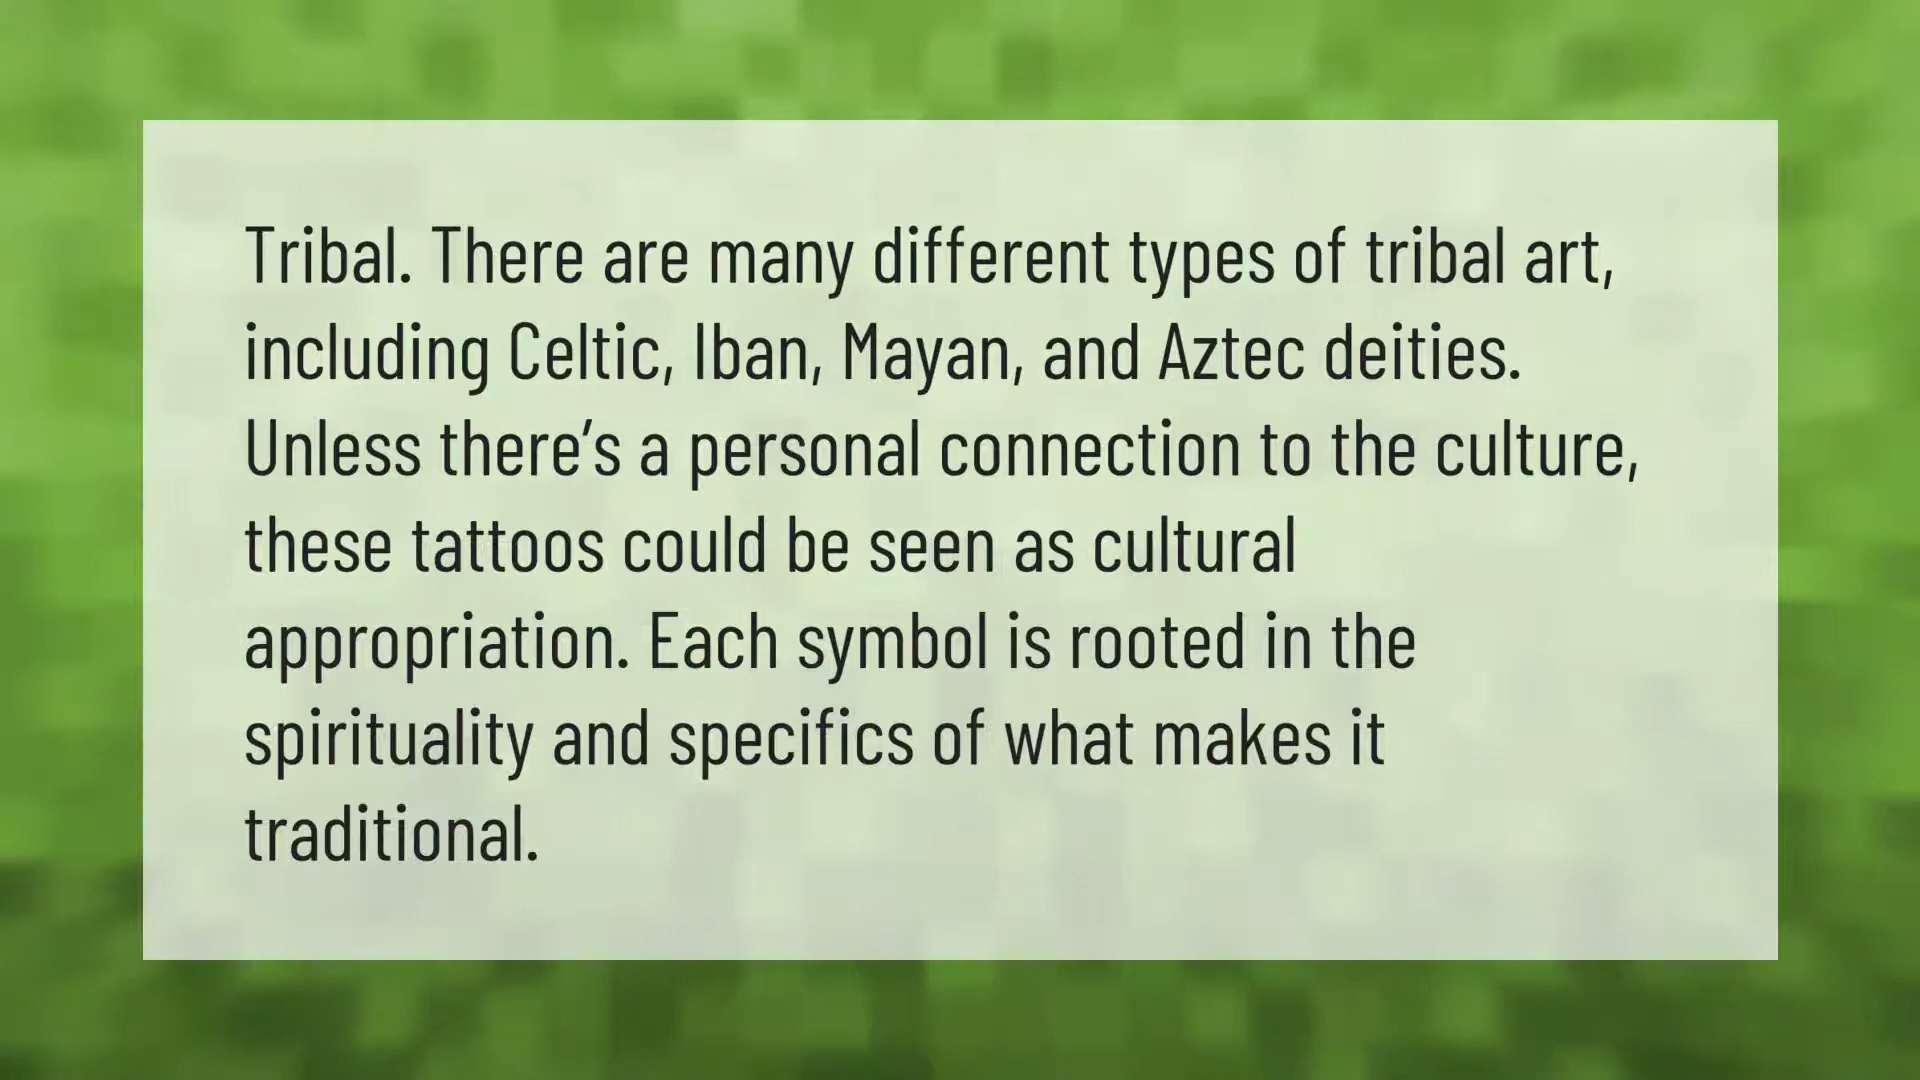 Tribal. There are many different types of tribal art,
including Celtic, Iban, Mayan, and Aztec deities.
Unless there’s a personal connection to the culture,
these tattoos could be seen as cultural
appropriation. Each symbol is rooted in the
spirituality and specifics of what makes it
traditional.